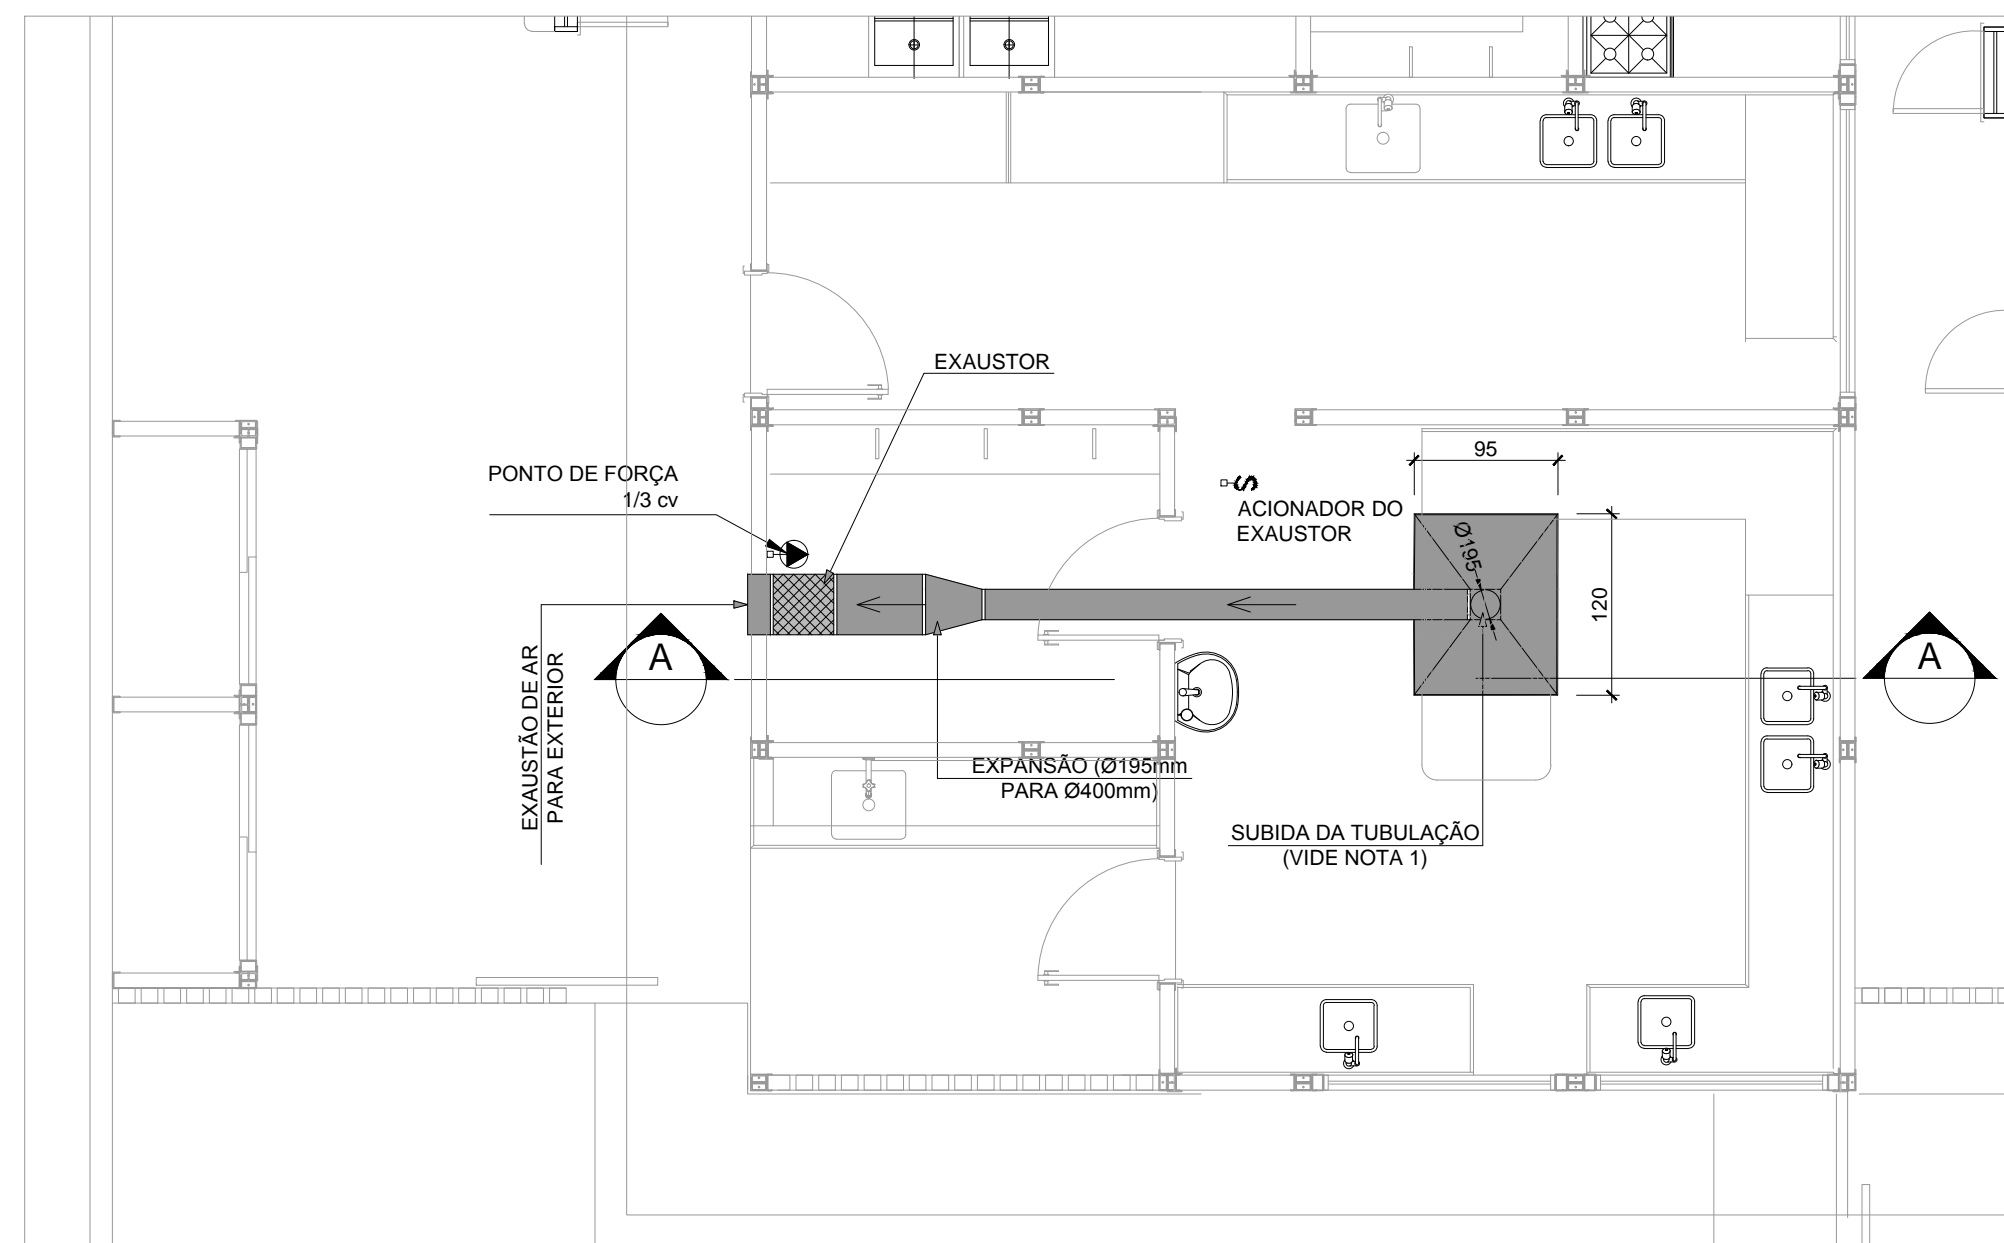 EXAUSTOR
PONTO DE FORÇA
1/3 cv
95
S
ACIONADOR DO
EXAUSTOR
Ø195
120
A
A
EXAUSTÃO DE AR
PARA EXTERIOR
EXPANSÃO (Ø195mm
PARA Ø400mm)
SUBIDA DA TUBULAÇÃO
(VIDE NOTA 1)